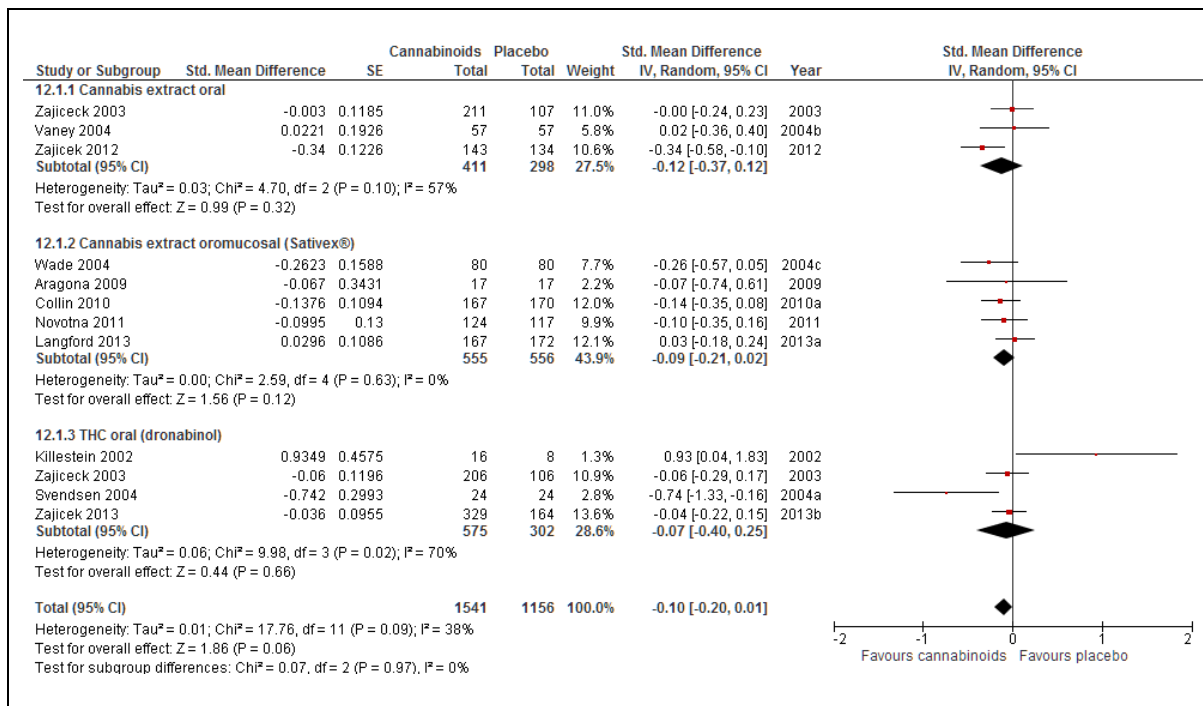 Cannabinoids Placebo Std. Mean Difference Std. Mean Difference
Study or Subgroup Std. Mean Difference SE Total Total Weight IV, Random, 95% CI Year IV, Random, 95% CI
12.1.1 Cannabis extract oral
Zajiceck 2003 -0.003 0.1185 211 107 11.0% -0.00 [-0.24, 0.23] 2003
Vaney 2004 0.0221 0.1926 57 57 5.8% 0.02 [-0.36, 0.40] 2004b
Zajicek 2012 -0.34 0.1226 143 134 10.6% -0.34 [-0.58, -0.10] 2012
Subtotal (95% CI) 411 298 27.5% -0.12 [-0.37, 0.12]
Heterogeneity: Tau² = 0.03; Chi² = 4.70, df = 2 (P = 0.10); I² = 57%
Test for overall effect: Z = 0.99 (P = 0.32)
12.1.2 Cannabis extract oromucosal (Sativex®)
Wade 2004 -0.2623 0.1588 80 80 7.7% -0.26 [-0.57, 0.05] 2004c
Aragona 2009 -0.067 0.3431 17 17 2.2% -0.07 [-0.74, 0.61] 2009
Collin 2010 -0.1376 0.1094 167 170 12.0% -0.14 [-0.35, 0.08] 2010a
Novotna 2011 -0.0995 0.13 124 117 9.9% -0.10 [-0.35, 0.16] 2011
Langford 2013 0.0296 0.1086 167 172 12.1% 0.03 [-0.18, 0.24] 2013a
Subtotal (95% CI) 555 556 43.9% -0.09 [-0.21, 0.02]
Heterogeneity: Tau² = 0.00; Chi² = 2.59, df = 4 (P = 0.63); I² = 0%
Test for overall effect: Z = 1.56 (P = 0.12)
12.1.3 THC oral (dronabinol)
Killestein 2002 0.9349 0.4575 16 8 1.3% 0.93 [0.04, 1.83] 2002
Zajiceck 2003 -0.06 0.1196 206 106 10.9% -0.06 [-0.29, 0.17] 2003
Svendsen 2004 -0.742 0.2993 24 24 2.8% -0.74 [-1.33, -0.16] 2004a
Zajicek 2013 -0.036 0.0955 329 164 13.6% -0.04 [-0.22, 0.15] 2013b
Subtotal (95% CI) 575 302 28.6% -0.07 [-0.40, 0.25]
Heterogeneity: Tau² = 0.06; Chi² = 9.98, df = 3 (P = 0.02); I² = 70%
Test for overall effect: Z = 0.44 (P = 0.66)
Total (95% CI) 1541 1156 100.0% -0.10 [-0.20, 0.01]
Heterogeneity: Tau² = 0.01; Chi² = 17.76, df = 11 (P = 0.09); I² = 38%
Test for overall effect: Z = 1.86 (P = 0.06)
Test for subgroup differences: Chi² = 0.07, df = 2 (P = 0.97), I² = 0%
-2 -1 0 1 2
Favours cannabinoids Favours placebo